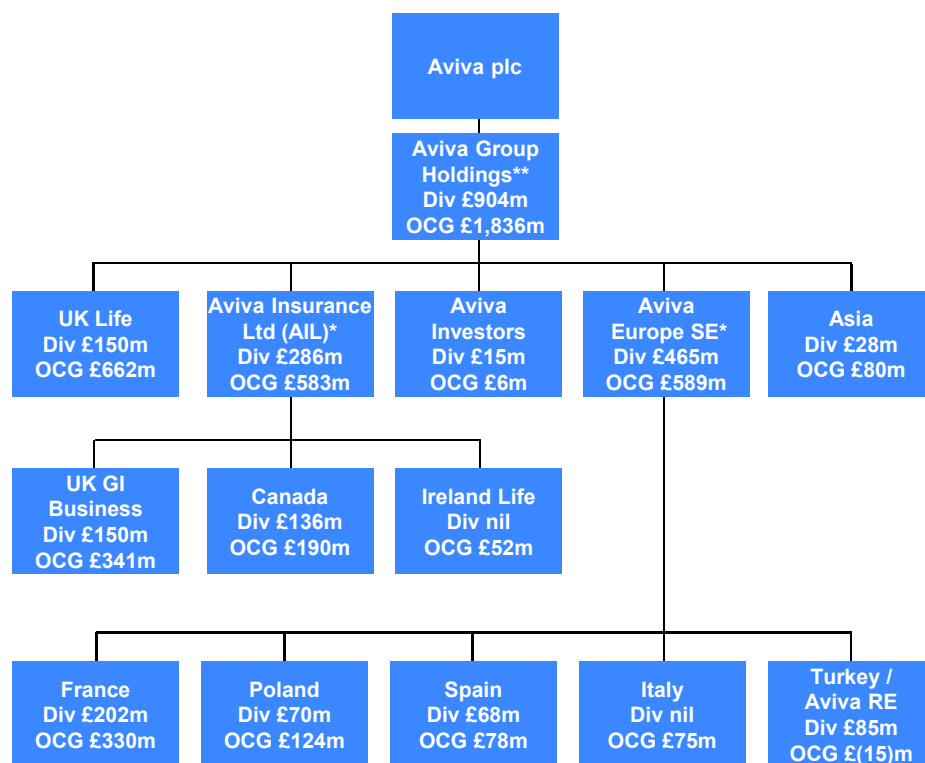 Aviva plc
Aviva Group
Holdings**
Div £904m
OCG £1,836m
UK Life
Div £150m
OCG £662m
Aviva Insurance
Ltd (AIL)*
Div £286m
OCG £583m
Aviva
Investors
Div £15m
OCG £6m
Aviva
Europe SE*
Div £465m
OCG £589m
Asia
Div £28m
OCG £80m
UK GI
Business
Div £150m
OCG £341m
Canada
Div £136m
OCG £190m
Ireland Life
Div nil
OCG £52m
France
Div £202m
OCG £330m
Poland
Div £70m
OCG £124m
Spain
Div £68m
OCG £78m
Italy
Div nil
OCG £75m
Turkey /
Aviva RE
Div £85m
OCG £(15)m